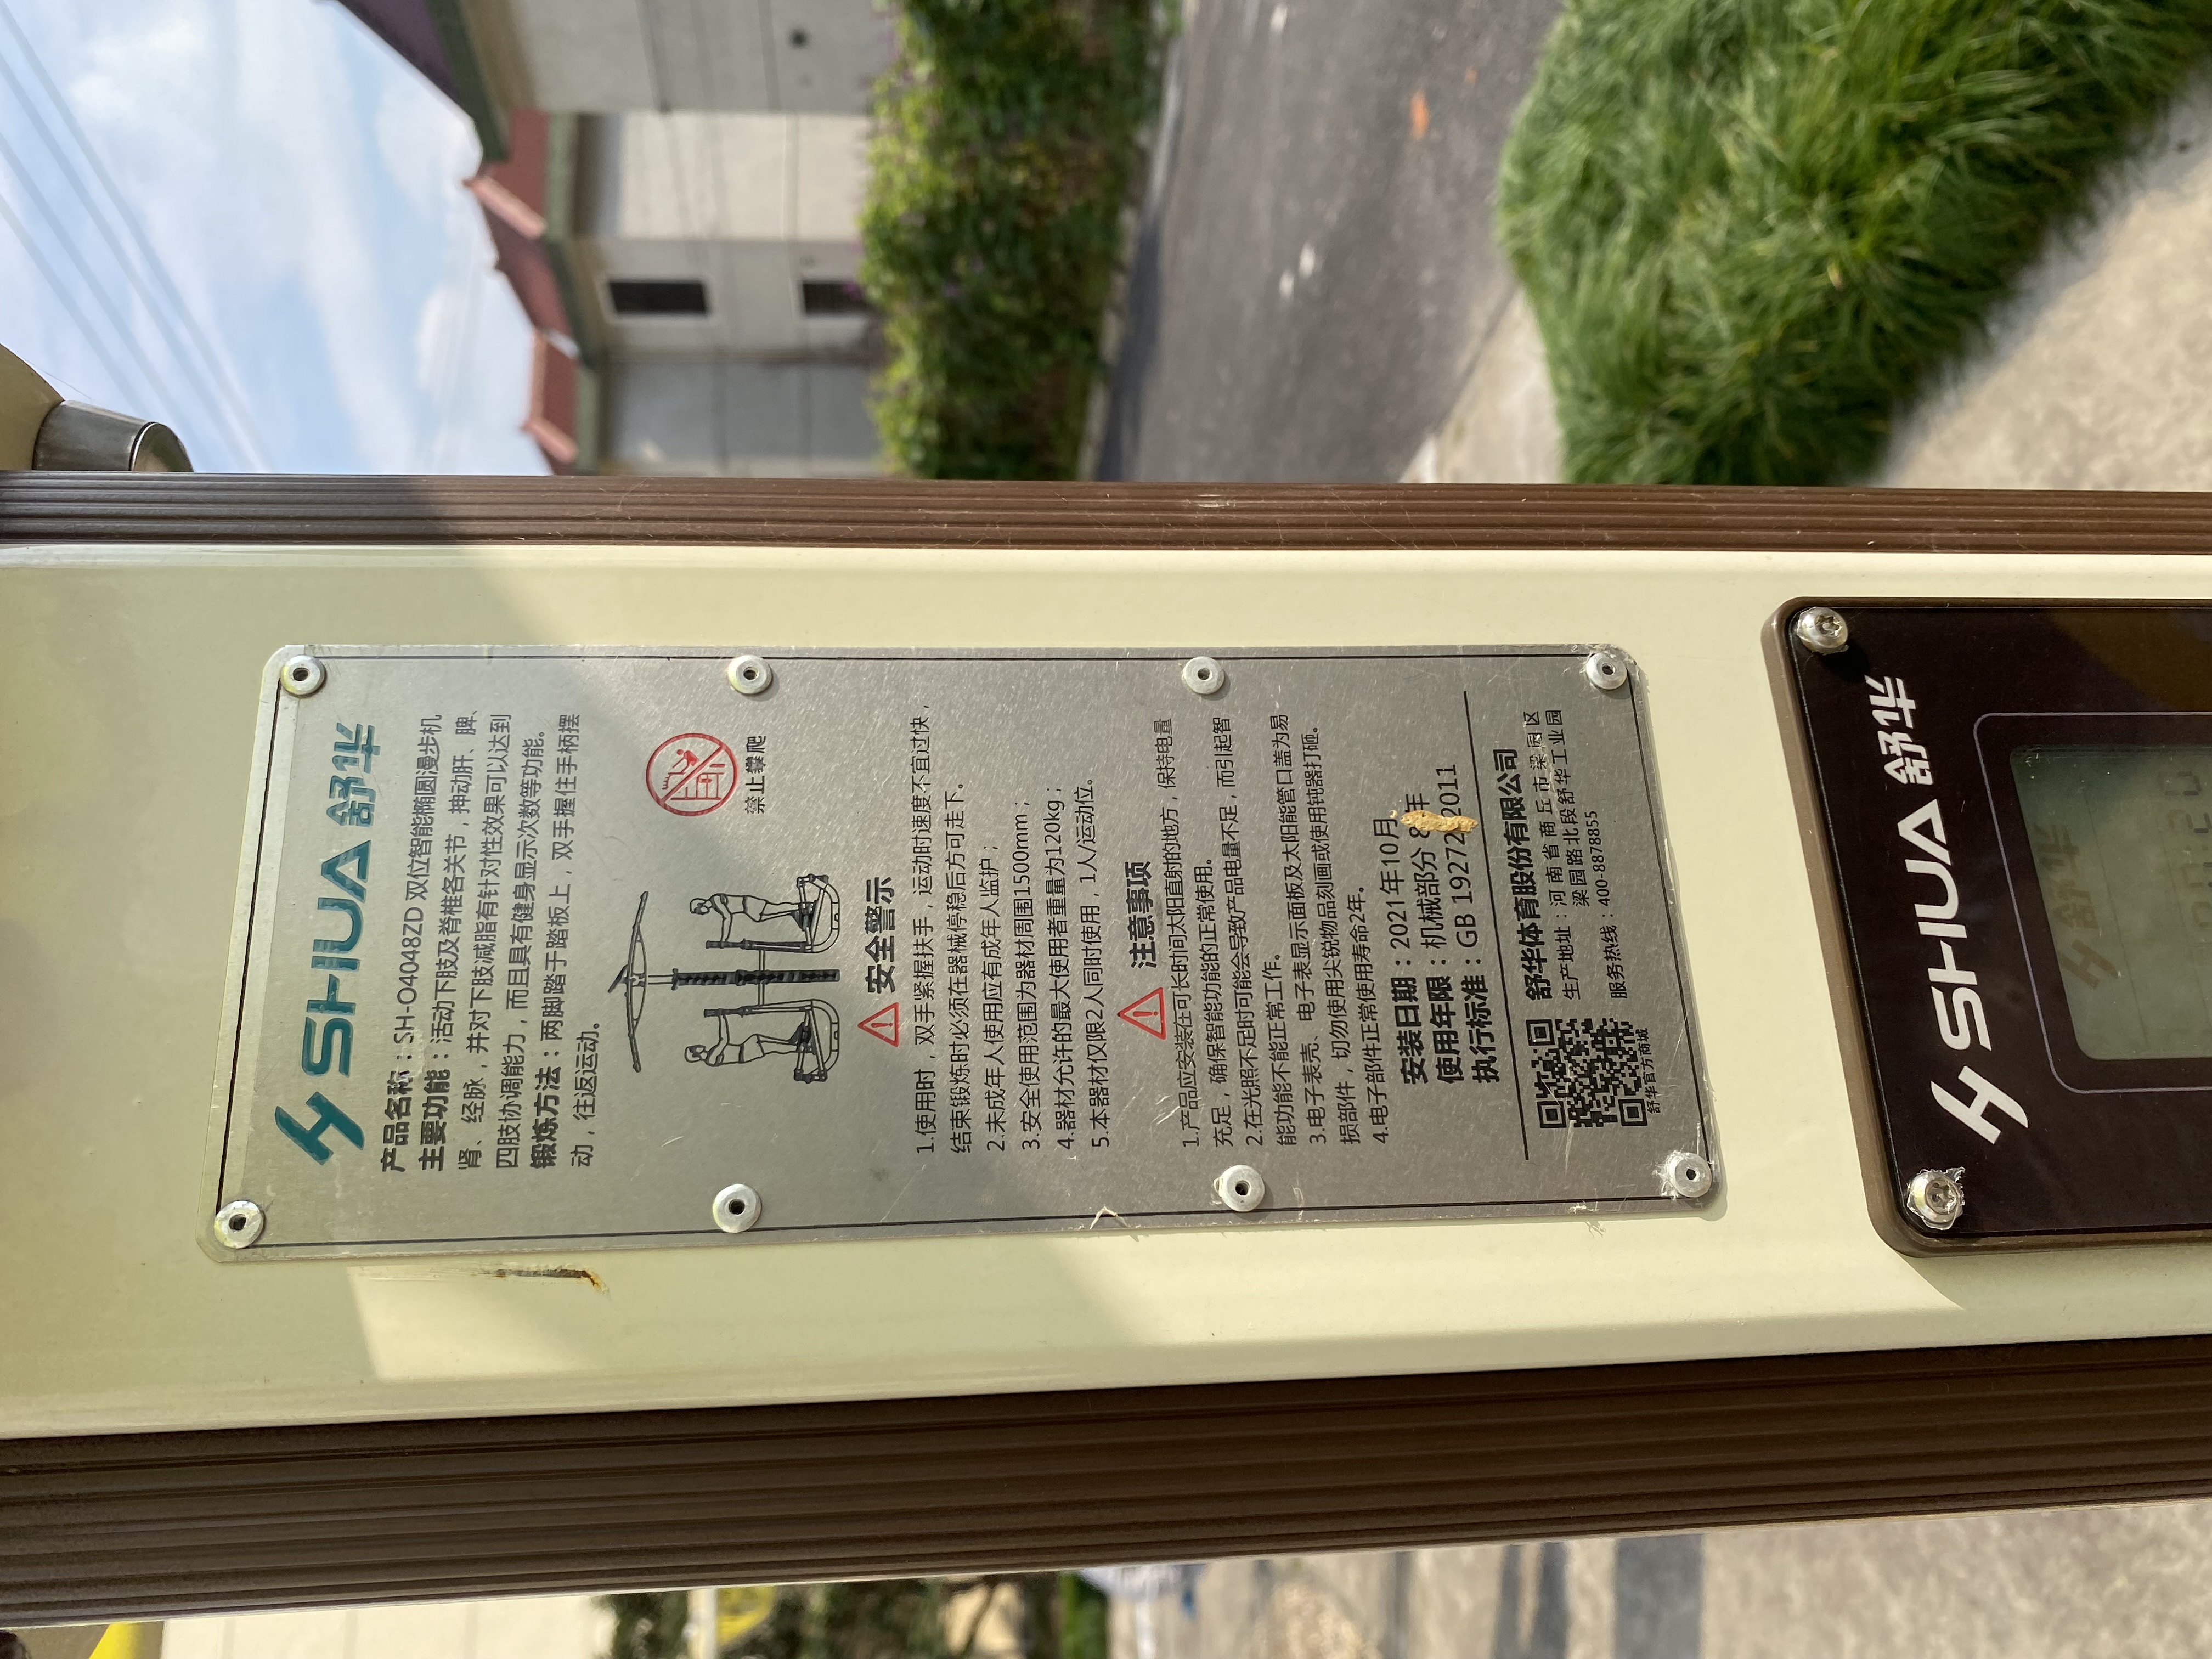 SHUA 舒华
产品名称：SH-O4048ZD 双位智能椭圆漫步机
主要功能：活动下肢及脊椎各关节，抻动肝、脾、
肾、经脉，并对下肢减脂有针对性效果可以达到
四肢协调能力，而且具有健身显示次数等功能。
锻炼方法：两脚踏于踏板上，双手握住手柄摆
动，往返运动。
禁止攀爬
安全警示
1.使用时，双手紧握扶手，运动时速度不宜过快，
结束锻炼时必须在器械停稳后方可走下。
2.未成年人使用应有成年人监护；
3.安全使用范围为器材周围1500mm；
4.器材允许的最大使用者重量为120kg；
5.本器材仅限2人同时使用，1人/运动位。
注意事项
1.产品应安装在可长时间太阳直射的地方，保持电量
充足，确保智能功能的正常使用。
2.在光照不足时可能会导致产品电量不足，而引起智
能功能不能正常工作。
3.电子表壳、电子表显示面板及太阳能管口盖为易
损部件，切勿使用尖锐物品刻画或使用钝器打砸。
4.电子部件正常使用寿命2年。
安装日期：2021年10月
使用年限：机械部分 8年
执行标准：GB 19272-2011
舒华体育股份有限公司
生产地址：河南省商丘市梁园区
梁园路北段舒华工业园
服务热线：400-8878855
舒华官方商城
SHUA 舒华